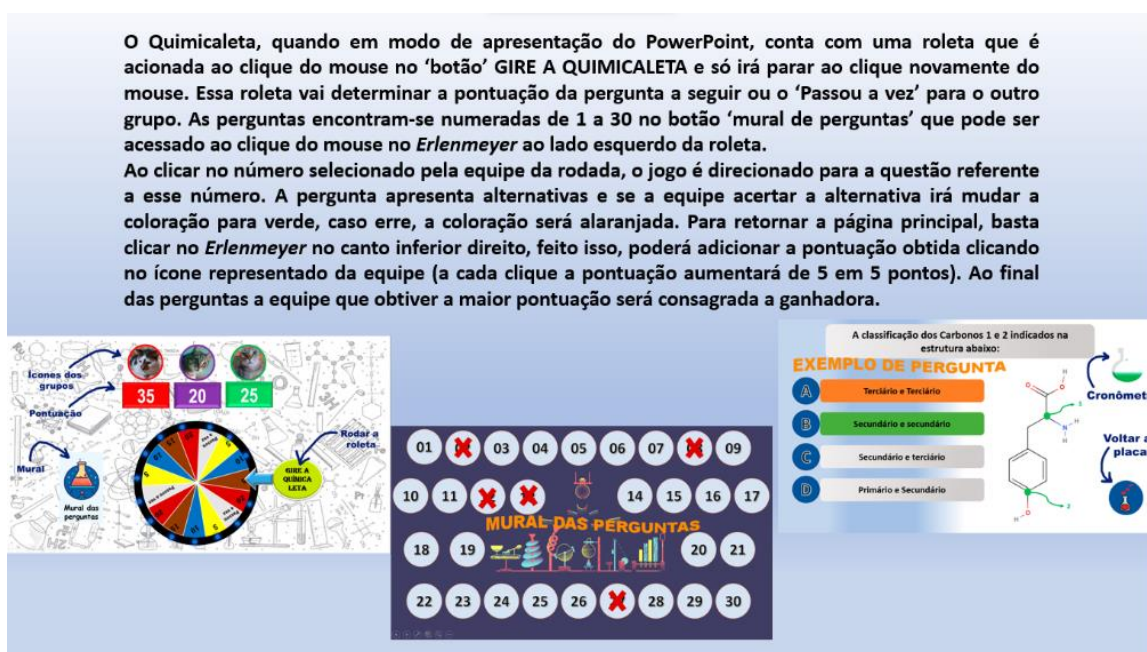 O Quimicaleta, quando em modo de apresentação do PowerPoint, conta com uma roleta que é
acionada ao clique do mouse no ‘botão’ GIRE A QUIMICALETA e só irá parar ao clique novamente do
mouse. Essa roleta vai determinar a pontuação da pergunta a seguir ou o ‘Passou a vez’ para o outro
grupo. As perguntas encontram-se numeradas de 1 a 30 no botão ‘mural de perguntas’ que pode ser
acessado ao clique do mouse no Erlenmeyer ao lado esquerdo da roleta.
Ao clicar no número selecionado pela equipe da rodada, o jogo é direcionado para a questão referente
a esse número. A pergunta apresenta alternativas e se a equipe acertar a alternativa irá mudar a
coloração para verde, caso erre, a coloração será alaranjada. Para retornar a página principal, basta
clicar no Erlenmeyer no canto inferior direito, feito isso, poderá adicionar a pontuação obtida clicando
no ícone representado da equipe (a cada clique a pontuação aumentará de 5 em 5 pontos). Ao final
das perguntas a equipe que obtiver a maior pontuação será consagrada a ganhadora.
Ícones dos
grupos
35 20 25
Pontuação
Mural
Mural das
perguntas
Rodar a
roleta
GIRE A
QUÍMICA
LETA
01 03 04 05 06 07 09
10 11 14 15 16 17
MURAL DAS PERGUNTAS
18 19 20 21
22 23 24 25 26 28 29 30
A classificação dos Carbonos 1 e 2 indicados na
estrutura abaixo:
EXEMPLO DE PERGUNTA
A Terciário e Terciário
B Secundário e secundário
C Secundário e terciário
D Primário e Secundário
Cronômet
Voltar a
placa